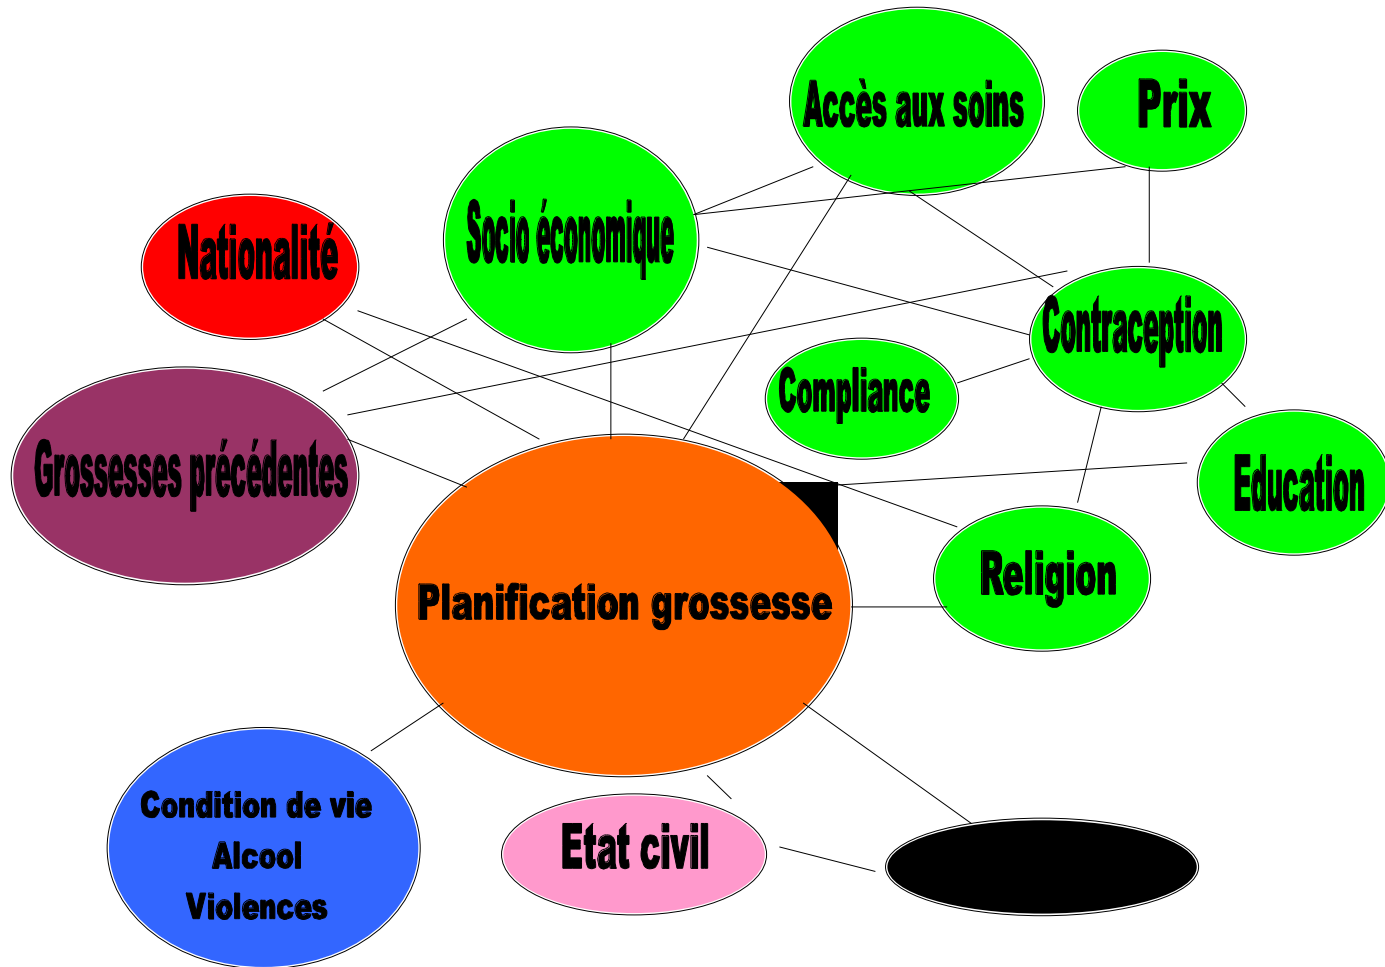 Accès aux soins
Prix
Socio économique
Nationalité
Contraception
Compliance
Grossesses précédentes
Education
Religion
Planification grossesse
Condition de vie
Alcool
Violences
Etat civil